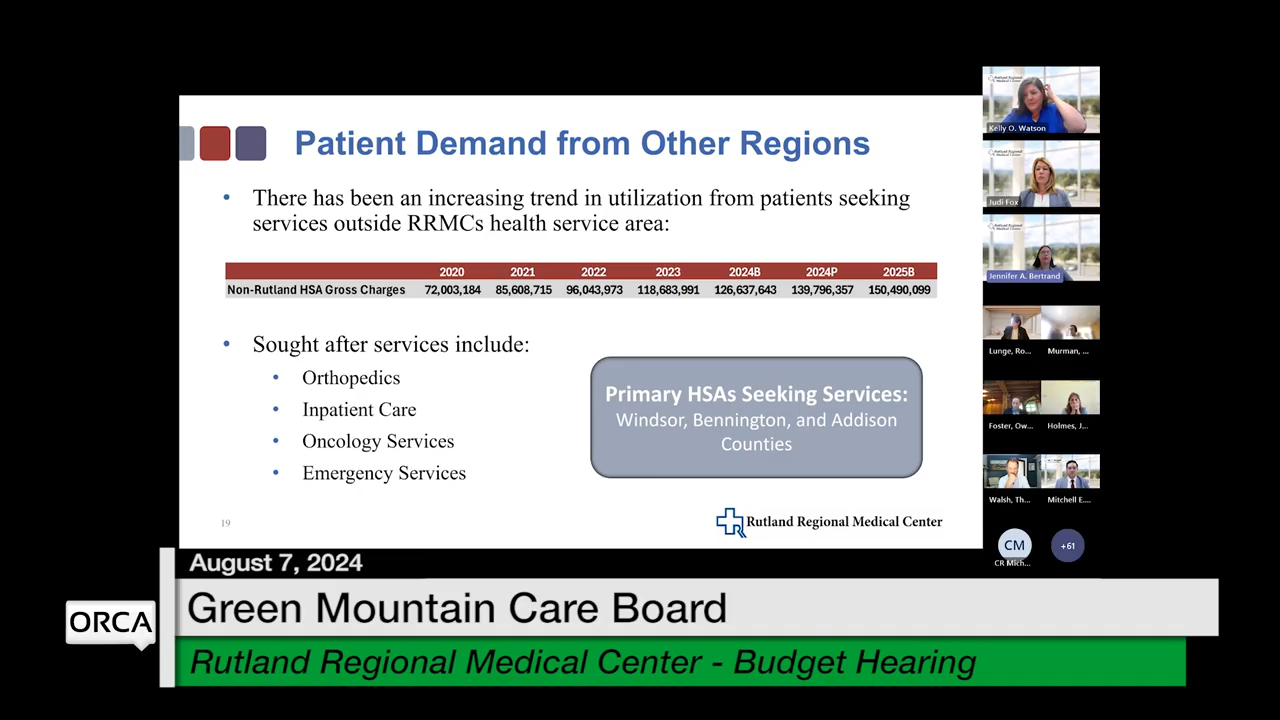 Patient Demand from Other Regions
• There has been an increasing trend in utilization from patients seeking
services outside RRMCs health service area:
2020 2021 2022 2023 2024B 2024P 2025B
Non-Rutland HSA Gross Charges 72,003,184 85,608,715 96,043,973 118,683,991 126,637,643 139,796,357 150,490,099
• Sought after services include:
• Orthopedics
• Inpatient Care
• Oncology Services
• Emergency Services
Primary HSAs Seeking Services:
Windsor, Bennington, and Addison
Counties
19
Rutland Regional Medical Center
Kelly O. Watson
Judi Fox
Jennifer A. Bertrand
Lunge, Ro... Murman, ...
Foster, Ow... Holmes, J...
Walsh, Th... Mitchell E....
CM +61
CR Mich...
August 7, 2024
ORCA
Green Mountain Care Board
Rutland Regional Medical Center - Budget Hearing